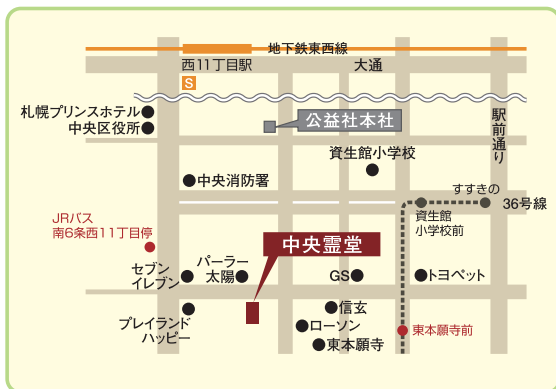 地下鉄東西線
西11丁目駅
大通
S
札幌プリンスホテル
中央区役所
公益社本社
駅前通り
資生館小学校
中央消防署
すすきの
36号線
資生館
小学校前
JRバス
南6条西11丁目停
中央霊堂
セブン
イレブン
パーラー
太陽
GS
トヨペット
プレイランド
ハッピー
信玄
ローソン
東本願寺
東本願寺前